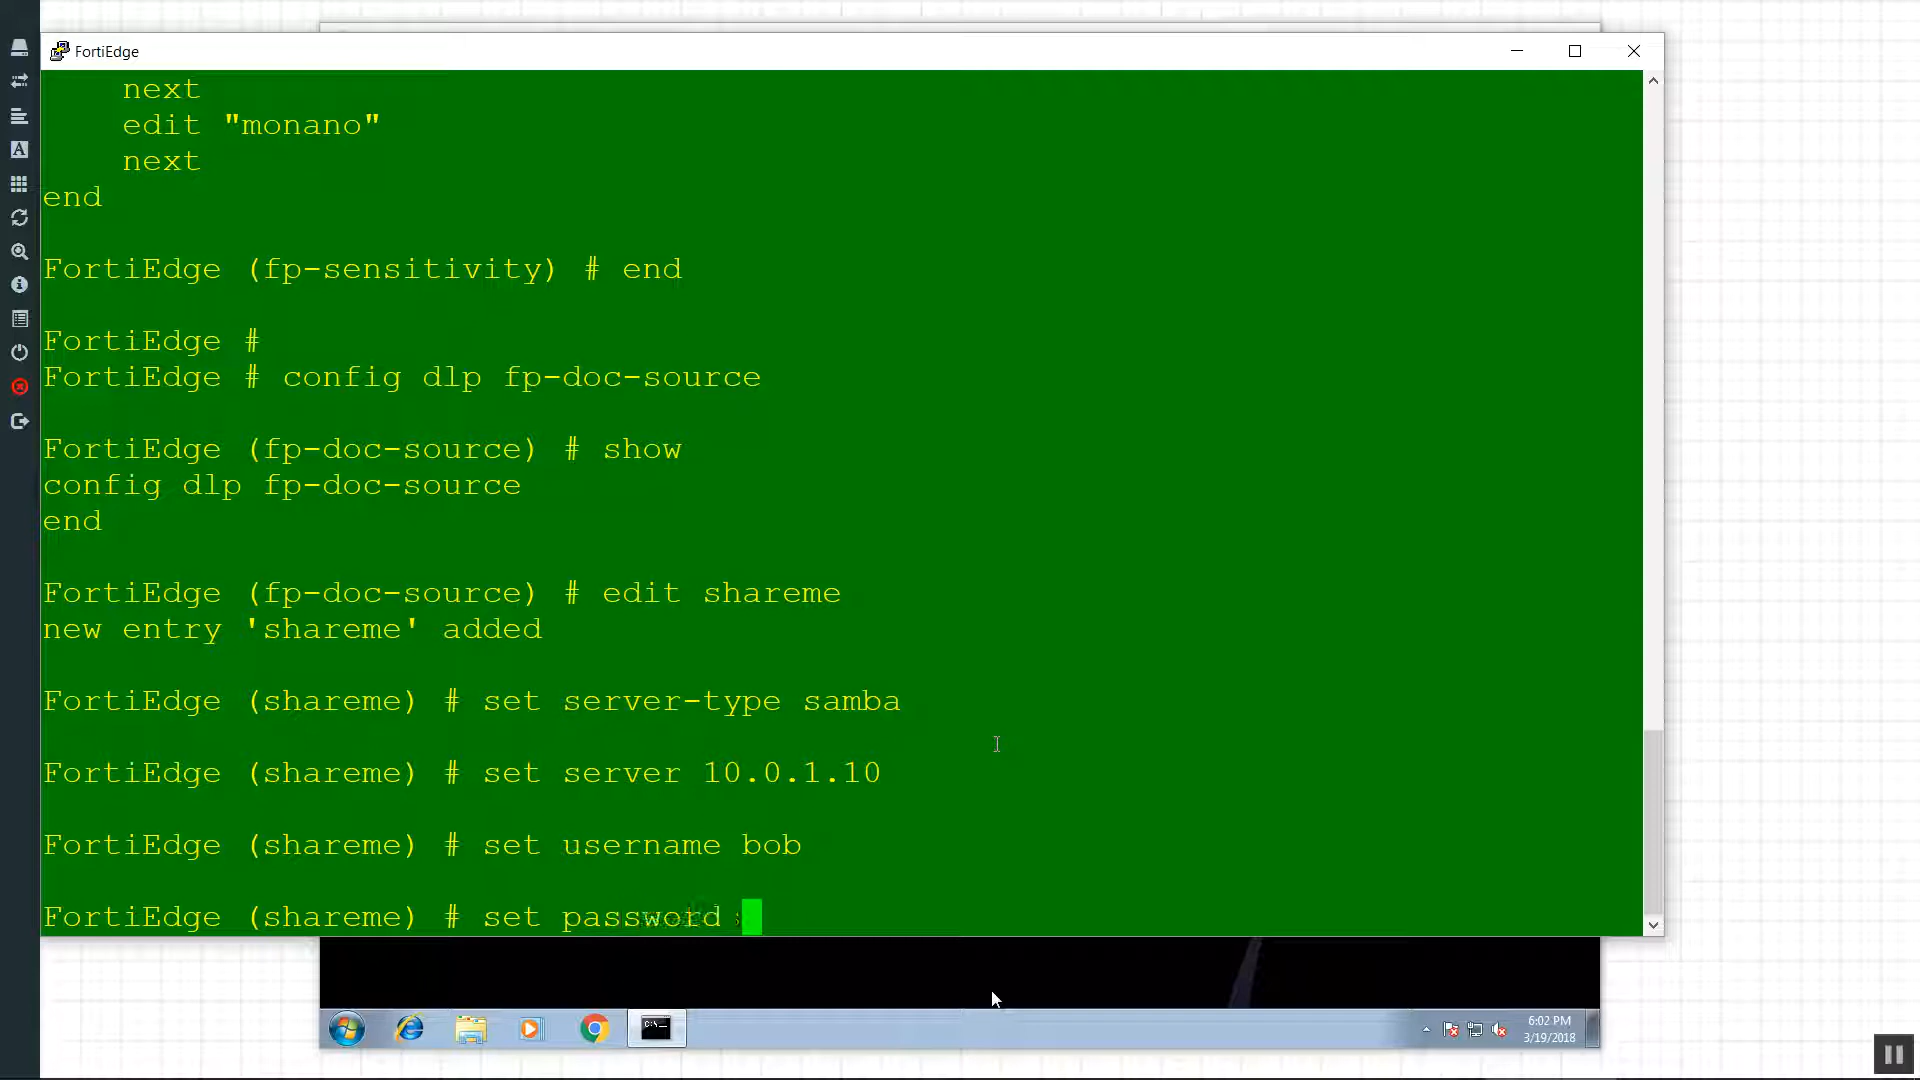 FortiEdge
next
edit "monano"
next
end
FortiEdge (fp-sensitivity) # end
FortiEdge #
FortiEdge # config dlp fp-doc-source
FortiEdge (fp-doc-source) # show
config dlp fp-doc-source
end
FortiEdge (fp-doc-source) # edit shareme
new entry 'shareme' added
FortiEdge (shareme) # set server-type samba
FortiEdge (shareme) # set server 10.0.1.10
FortiEdge (shareme) # set username bob
FortiEdge (shareme) # set password
6:02 PM
3/19/2018